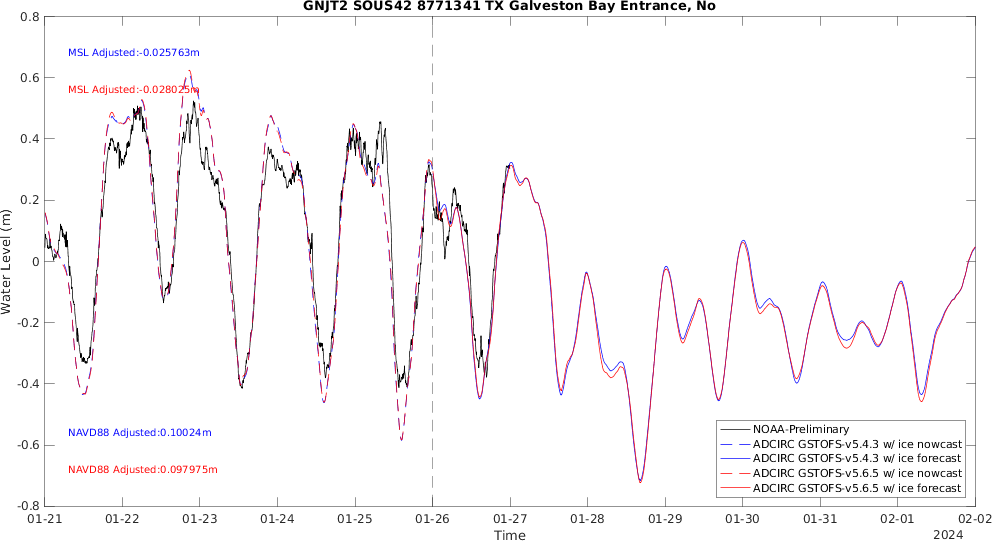 GNJT2 SOUS42 8771341 TX Galveston Bay Entrance, No
0.8
0.6
0.4
0.2
0
-0.2
-0.4
-0.6
-0.8
Water Level (m)
MSL Adjusted:-0.025763m
MSL Adjusted:-0.028025m
NAVD88 Adjusted:0.10024m
NAVD88 Adjusted:0.097975m
NOAA-Preliminary
ADCIRC GSTOFS-v5.4.3 w/ ice nowcast
ADCIRC GSTOFS-v5.4.3 w/ ice forecast
ADCIRC GSTOFS-v5.6.5 w/ ice nowcast
ADCIRC GSTOFS-v5.6.5 w/ ice forecast
01-21 01-22 01-23 01-24 01-25 01-26 01-27 01-28 01-29 01-30 01-31 02-01 02-02
Time
2024